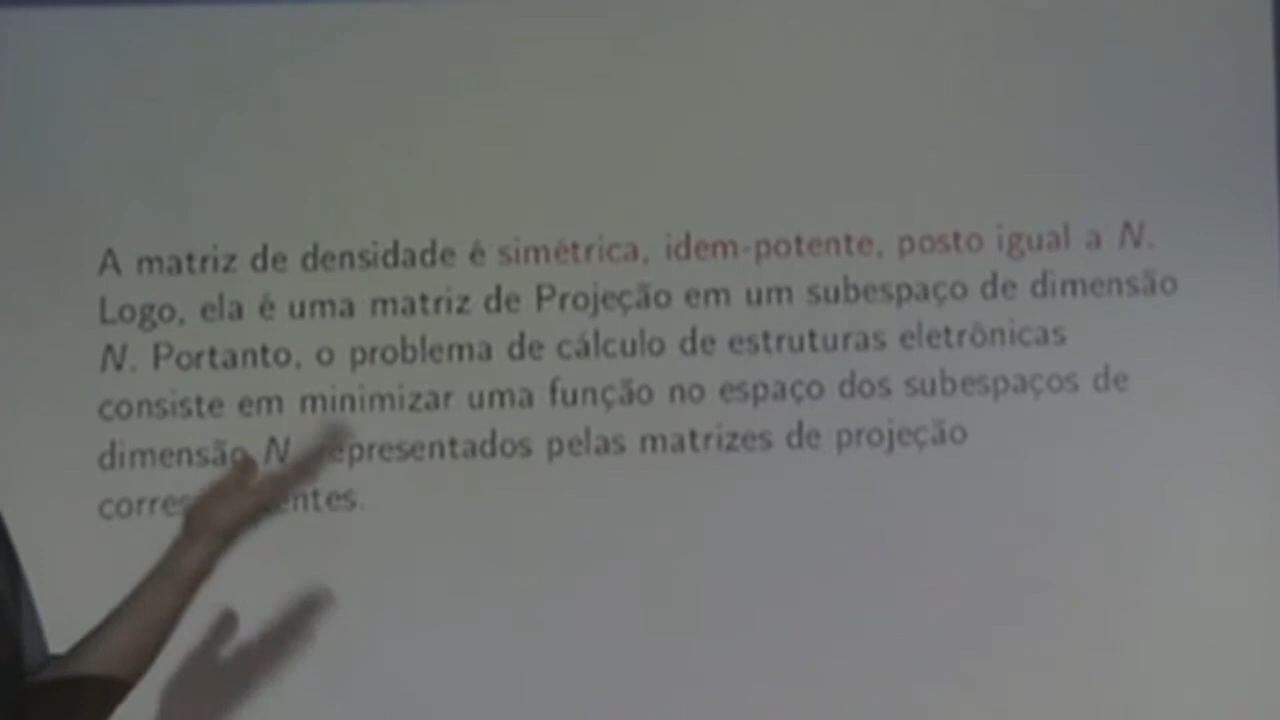 A matriz de densidade é simétrica, idem-potente, posto igual a N.
Logo, ela é uma matriz de Projeção em um subespaço de dimensão
N. Portanto, o problema de cálculo de estruturas eletrônicas
consiste em minimizar uma função no espaço dos subespaços de
dimensão N, representados pelas matrizes de projeção